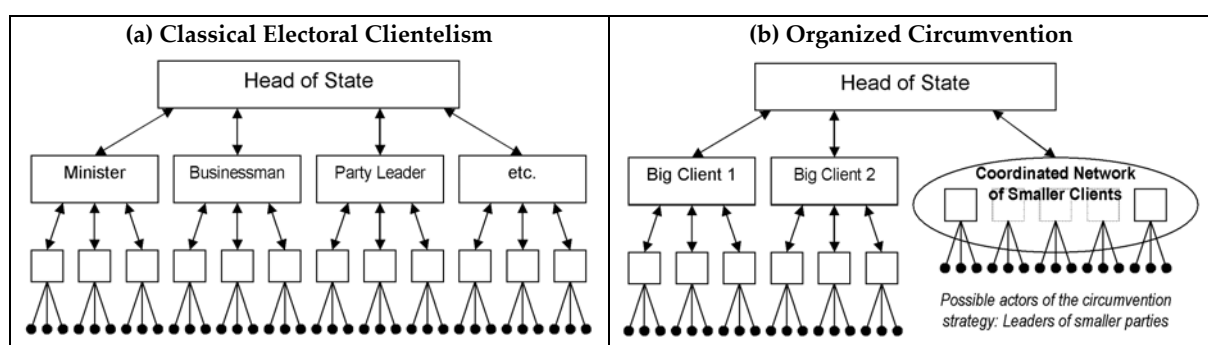 (a) Classical Electoral Clientelism
Head of State
Minister
Businessman
Party Leader
etc.
(b) Organized Circumvention
Head of State
Big Client 1
Big Client 2
Coordinated Network
of Smaller Clients
Possible actors of the circumvention
strategy: Leaders of smaller parties